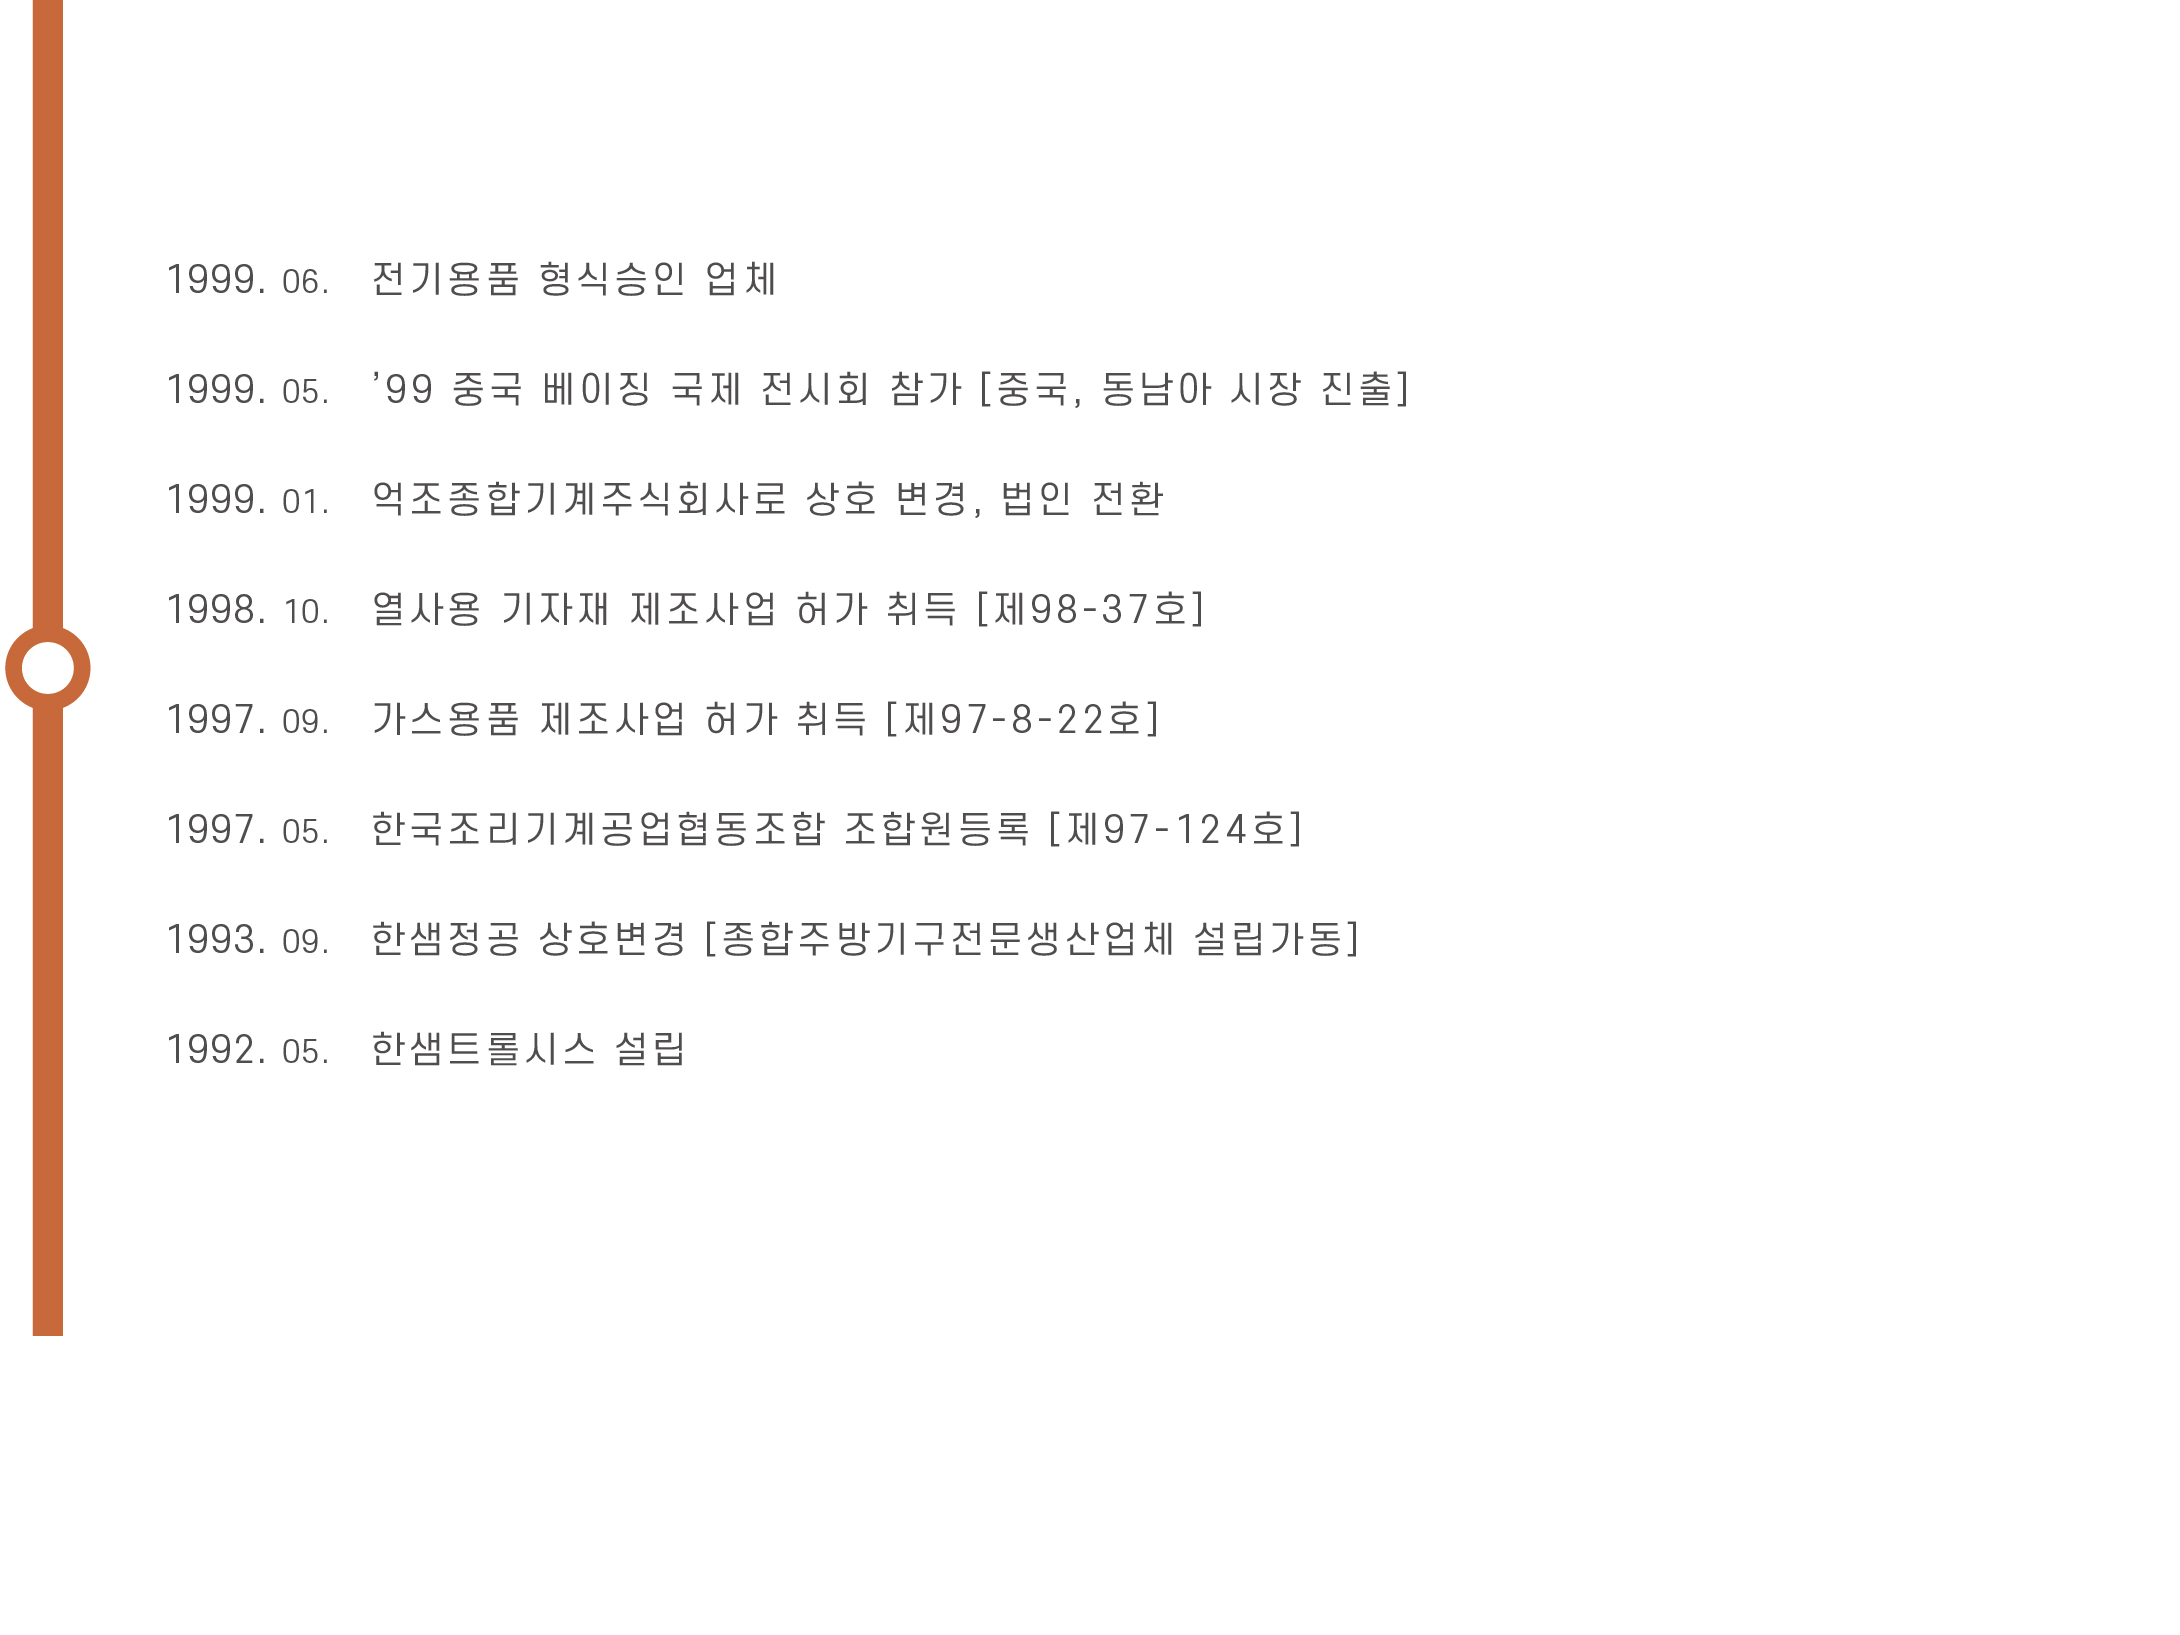 1999. 06. 전기용품 형식승인 업체
1999. 05. ’99 중국 베이징 국제 전시회 참가 [중국, 동남아 시장 진출]
1999. 01. 억조종합기계주식회사로 상호 변경, 법인 전환
1998. 10. 열사용 기자재 제조사업 허가 취득 [제98-37호]
1997. 09. 가스용품 제조사업 허가 취득 [제97-8-22호]
1997. 05. 한국조리기계공업협동조합 조합원등록 [제97-124호]
1993. 09. 한샘정공 상호변경 [종합주방기구전문생산업체 설립가동]
1992. 05. 한샘트롤시스 설립